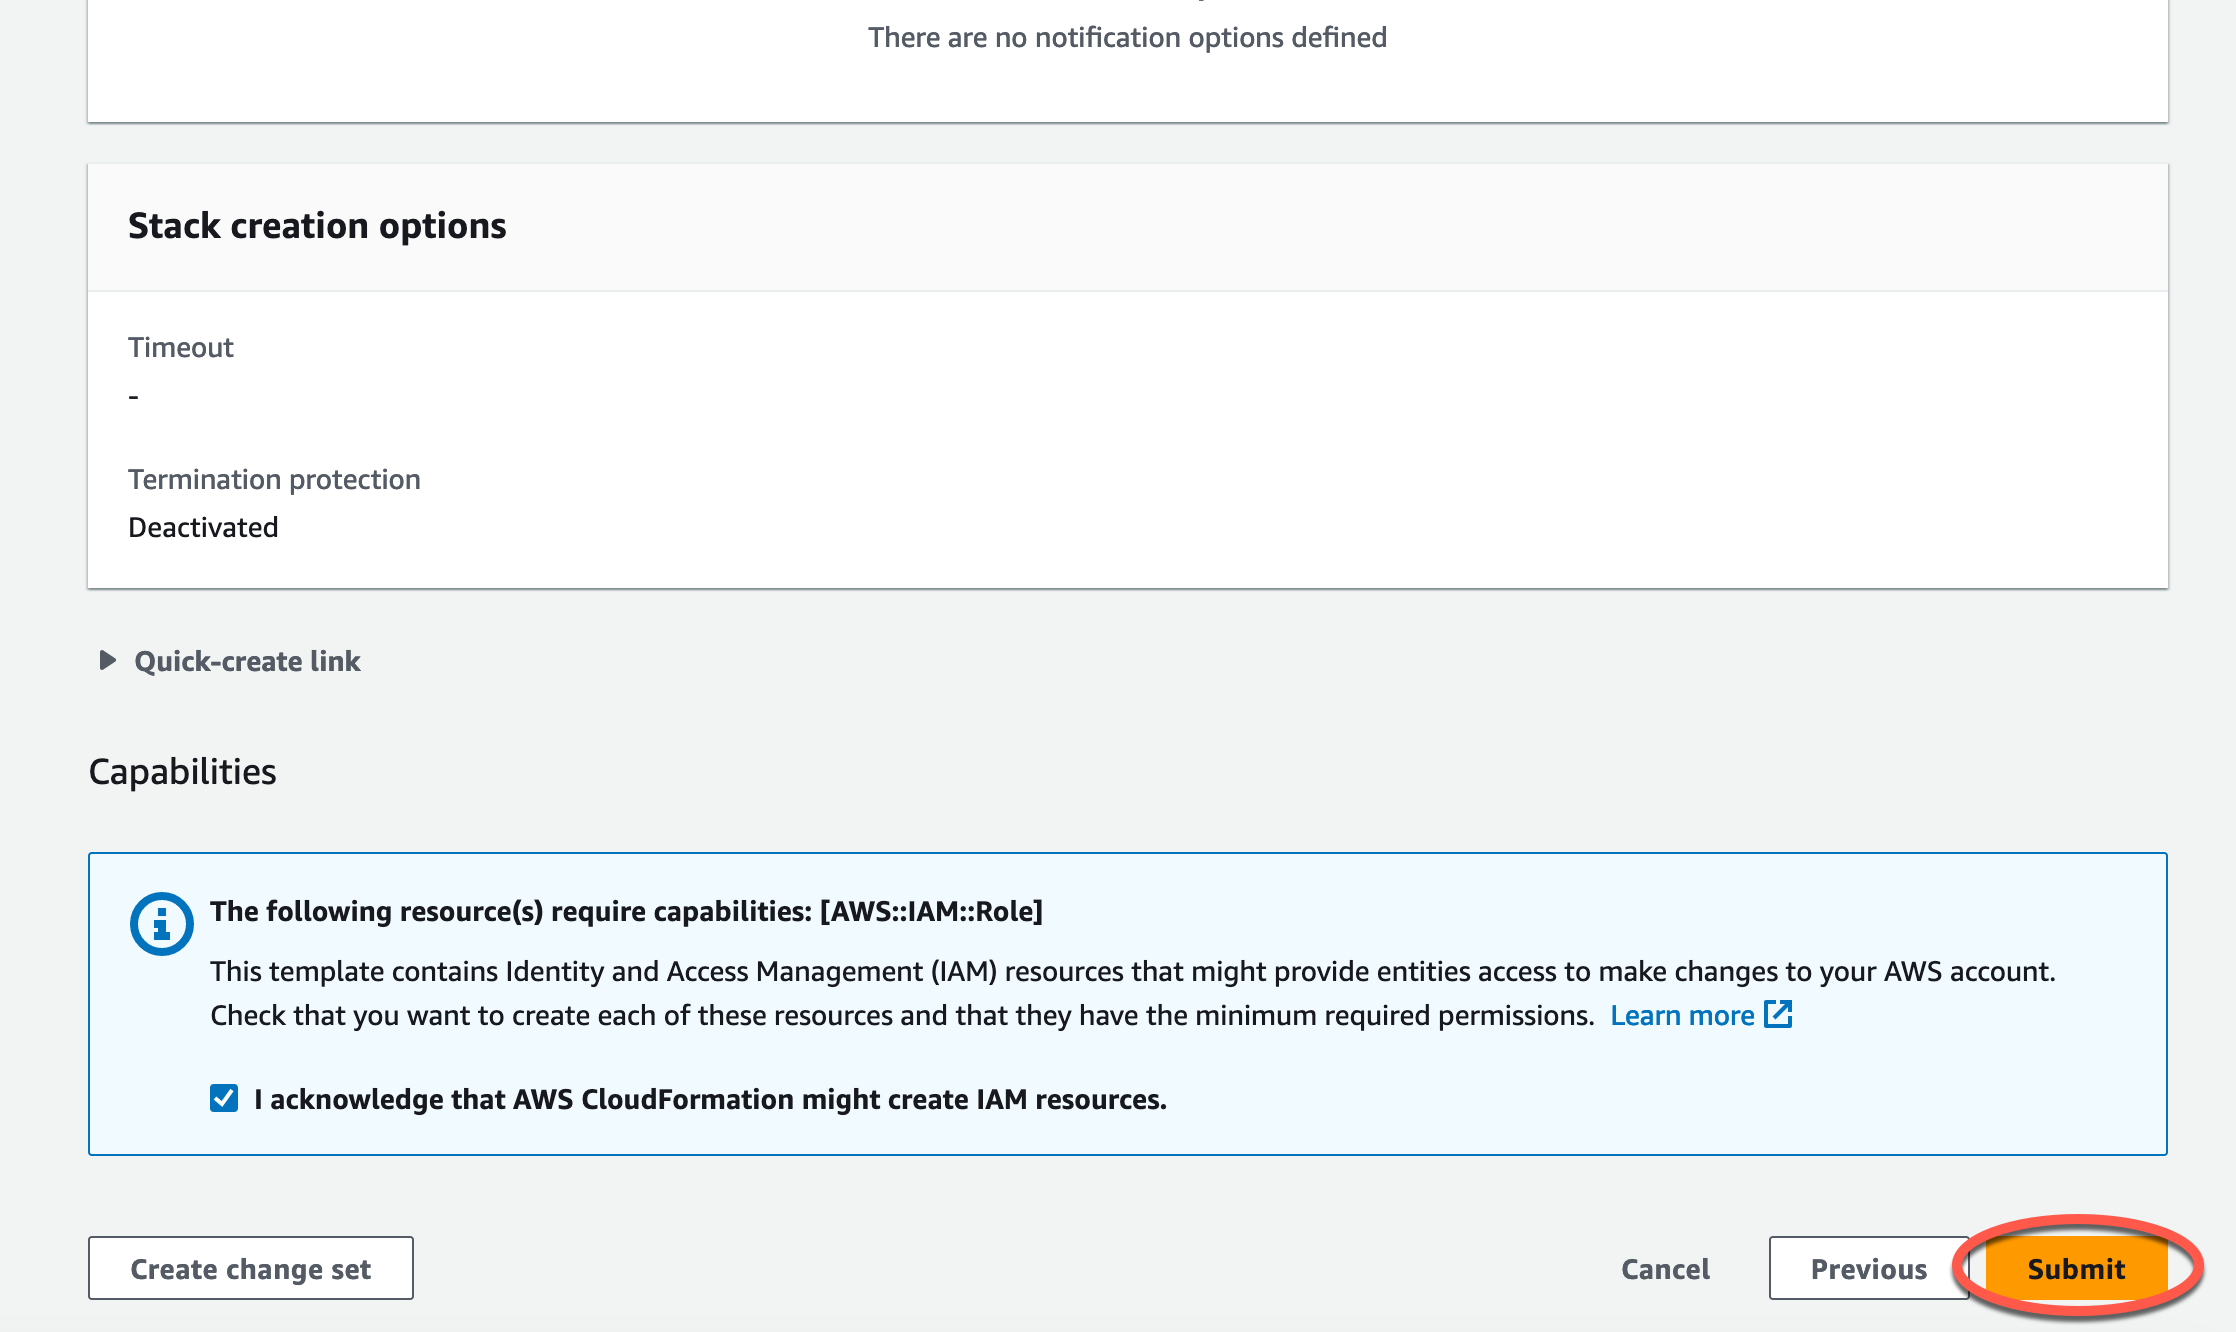 There are no notification options defined
Stack creation options
Timeout
-
Termination protection
Deactivated
Quick-create link
Capabilities
The following resource(s) require capabilities: [AWS::IAM::Role]
This template contains Identity and Access Management (IAM) resources that might provide entities access to make changes to your AWS account.
Check that you want to create each of these resources and that they have the minimum required permissions. Learn more
I acknowledge that AWS CloudFormation might create IAM resources.
Create change set
Cancel
Previous
Submit